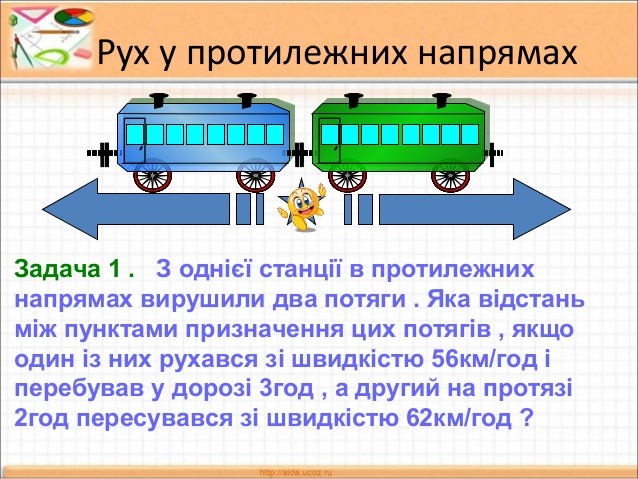 Рух у протилежних напрямах
Задача 1 . З однієї станції в протилежних
напрямах вирушили два потяги . Яка відстань
між пунктами призначення цих потягів , якщо
один із них рухався зі швидкістю 56км/год і
перебував у дорозі 3год , а другий на протязі
2год пересувався зі швидкістю 62км/год ?
http://aida.ucoz.ru